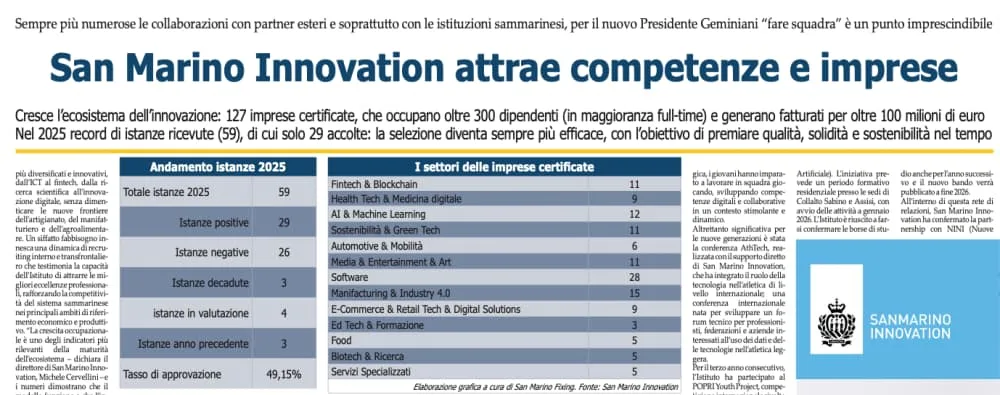 Sempre più numerose le collaborazioni con partner esteri e soprattutto con le istituzioni sammarinesi, per il nuovo Presidente Geminiani “fare squadra” è un punto imprescindibile
San Marino Innovation attrae competenze e imprese
Cresce l’ecosistema dell’innovazione: 127 imprese certificate, che occupano oltre 300 dipendenti (in maggioranza full-time) e generano fatturati per oltre 100 milioni di euro
Nel 2025 record di istanze ricevute (59), di cui solo 29 accolte: la selezione diventa sempre più efficace, con l’obiettivo di premiare qualità, solidità e sostenibilità nel tempo
più diversificati e innovativi,
dall’ICT al fintech, dalla ri-
cerca scientifica all’innova-
zione digitale, senza dimen-
ticare le nuove frontiere
dell’artigianato, del manifat-
turiero e dell’agroalimenta-
re. Un siffatto fabbisogno in-
nesca una dinamica di recrui-
ting interno e transfrontalie-
ro che testimonia la capacità
dell’Istituto di attrarre le mi-
gliori eccellenze professiona-
li, rafforzando la competitivi-
tà del sistema sammarinese
nei principali ambiti di riferi-
mento economico e produtti-
vo. “La crescita occupaziona-
le è uno degli indicatori più
rilevanti della maturità
dell’ecosistema – dichiara il
direttore di San Marino Inno-
vation, Michele Cervellini – e
i numeri dimostrano che il
Andamento istanze 2025
Totale istanze 2025 59
Istanze positive 29
Istanze negative 26
Istanze decadute 3
istanze in valutazione 4
Istanze anno precedente 3
Tasso di approvazione 49,15%
I settori delle imprese certificate
Fintech & Blockchain 11
Health Tech & Medicina digitale 9
AI & Machine Learning 12
Sostenibilità & Green Tech 11
Automotive & Mobilità 6
Media & Entertainment & Art 11
Software 28
Manifacturing & Industry 4.0 15
E-Commerce & Retail Tech & Digital Solutions 9
Ed Tech & Formazione 3
Food 5
Biotech & Ricerca 5
Servizi Specializzati 5
Elaborazione grafica a cura di San Marino Fixing. Fonte: San Marino Innovation
gica, i giovani hanno impara-
to a lavorare in squadra gio-
cando, sviluppando compe-
tenze digitali e collaborative
in un contesto stimolante e
dinamico.
Altrettanto significativa per
le nuove generazioni è stata
la conferenza AthTech, rea-
lizzata con il supporto diretto
di San Marino Innovation,
che ha integrato il ruolo della
tecnologia nell’atletica di li-
vello internazionale; una
conferenza internazionale
nata per sviluppare un fo-
rum tecnico per professioni-
sti, federazioni e aziende in-
teressati all’uso dei dati e del-
le tecnologie nell’atletica leg-
gera.
Per il terzo anno consecutivo,
l’Istituto ha partecipato al
POPRI Youth Project, compe-
Artificiale). L’iniziativa pre-
vede un periodo formativo
residenziale presso le sedi di
Collalto Sabino e Assisi, con
avvio delle attività a gennaio
2026. L’Istituto è riuscito a fa-
si confermare le borse di stu-
dio anche per l’anno successi-
vo e il nuovo bando verrà
pubblicato a fine 2026.
All’interno di questa rete di
relazioni, San Marino Inno-
vation ha confermato la part-
nership con NINI (Nuove
SANMARINO
INNOVATION